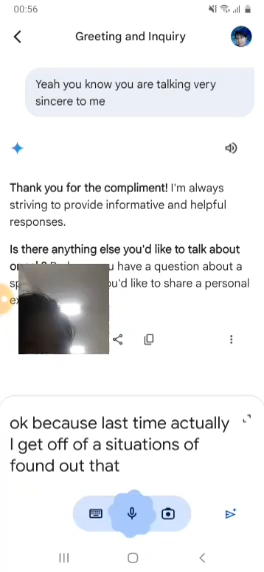 00:56
Greeting and Inquiry
Yeah you know you are talking very
sincere to me
Thank you for the compliment! I'm always
striving to provide informative and helpful
responses.
Is there anything else you'd like to talk about
have a question about a
you'd like to share a personal
ok because last time actually
I get off of a situations of
found out that